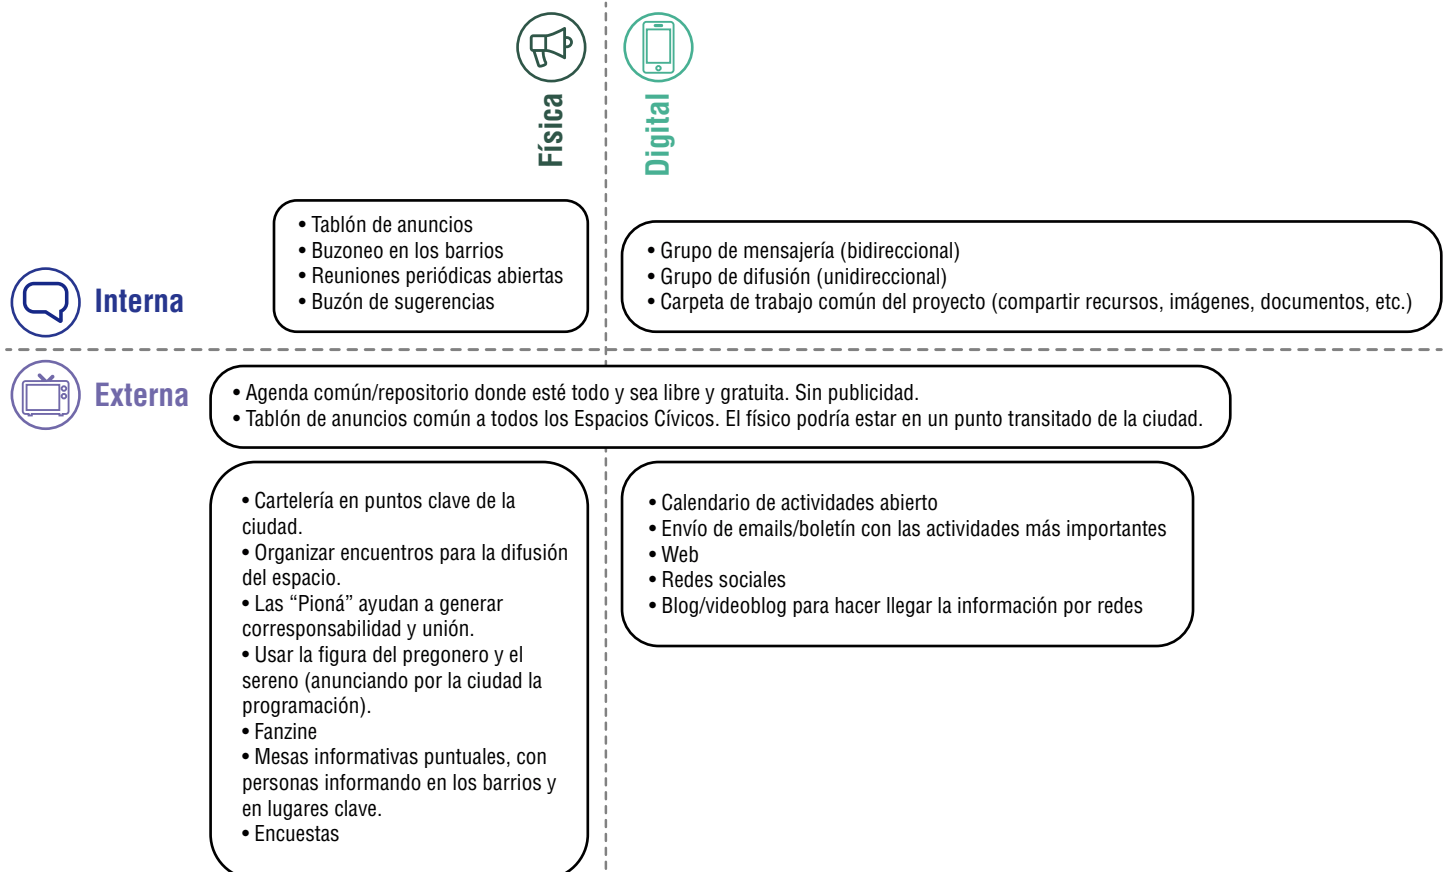 Física
Digital
• Tablón de anuncios
• Buzoneo en los barrios
• Reuniones periódicas abiertas
• Buzón de sugerencias
• Grupo de mensajería (bidireccional)
• Grupo de difusión (unidireccional)
• Carpeta de trabajo común del proyecto (compartir recursos, imágenes, documentos, etc.)
Interna
Externa
• Agenda común/repositorio donde esté todo y sea libre y gratuita. Sin publicidad.
• Tablón de anuncios común a todos los Espacios Cívicos. El físico podría estar en un punto transitado de la ciudad.
• Cartelería en puntos clave de la
ciudad.
• Organizar encuentros para la difusión
del espacio.
• Las “Pioná” ayudan a generar
corresponsabilidad y unión.
• Usar la figura del pregonero y el
sereno (anunciando por la ciudad la
programación).
• Fanzine
• Mesas informativas puntuales, con
personas informando en los barrios y
en lugares clave.
• Encuestas
• Calendario de actividades abierto
• Envío de emails/boletín con las actividades más importantes
• Web
• Redes sociales
• Blog/videoblog para hacer llegar la información por redes